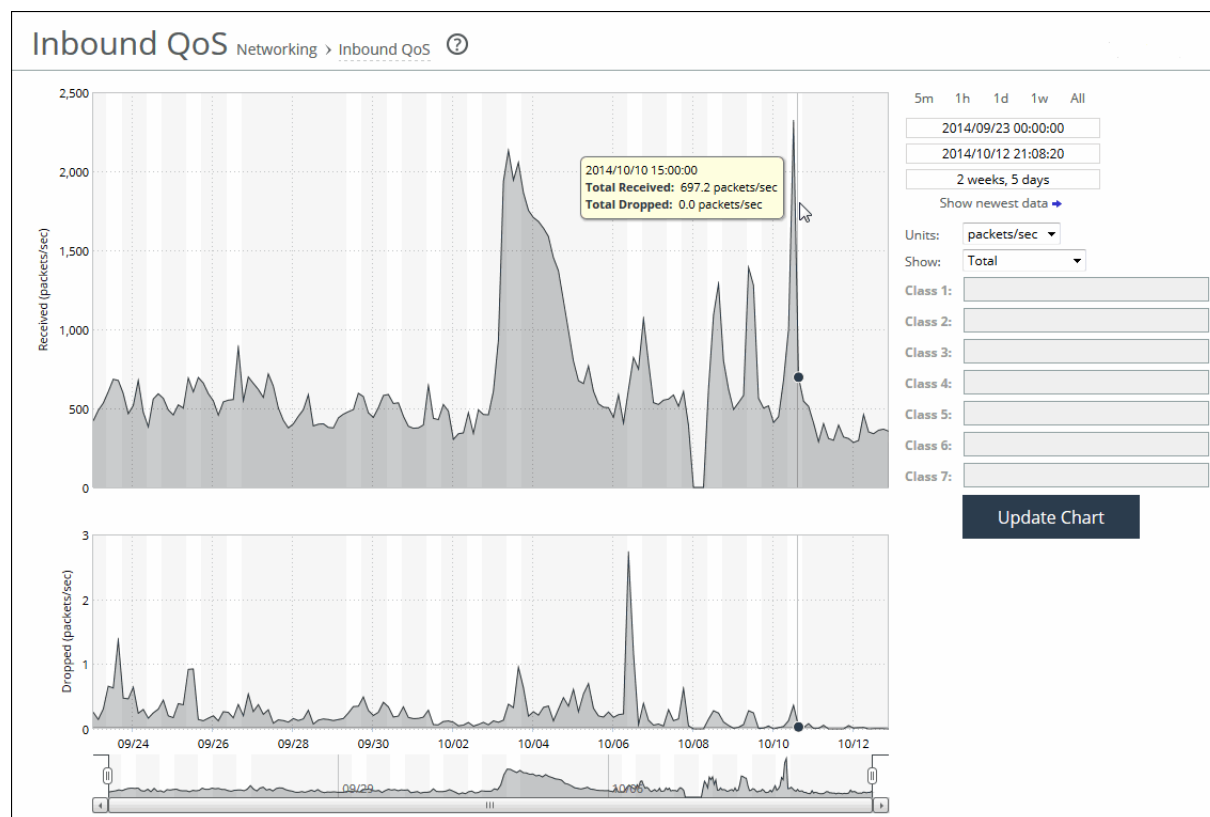 Inbound QoS Networking › Inbound QoS ?
5m 1h 1d 1w All
2014/09/23 00:00:00
2014/10/12 21:08:20
2 weeks, 5 days
Show newest data
Units: packets/sec
Show: Total
Class 1:
Class 2:
Class 3:
Class 4:
Class 5:
Class 6:
Class 7:
Update Chart
Received (packets/sec)
2,500
2,000
1,500
1,000
500
0
2014/10/10 15:00:00
Total Received: 697.2 packets/sec
Total Dropped: 0.0 packets/sec
Dropped (packets/sec)
3
2
1
0
09/24 09/26 09/28 09/30 10/02 10/04 10/06 10/08 10/10 10/12
09/29 10/06